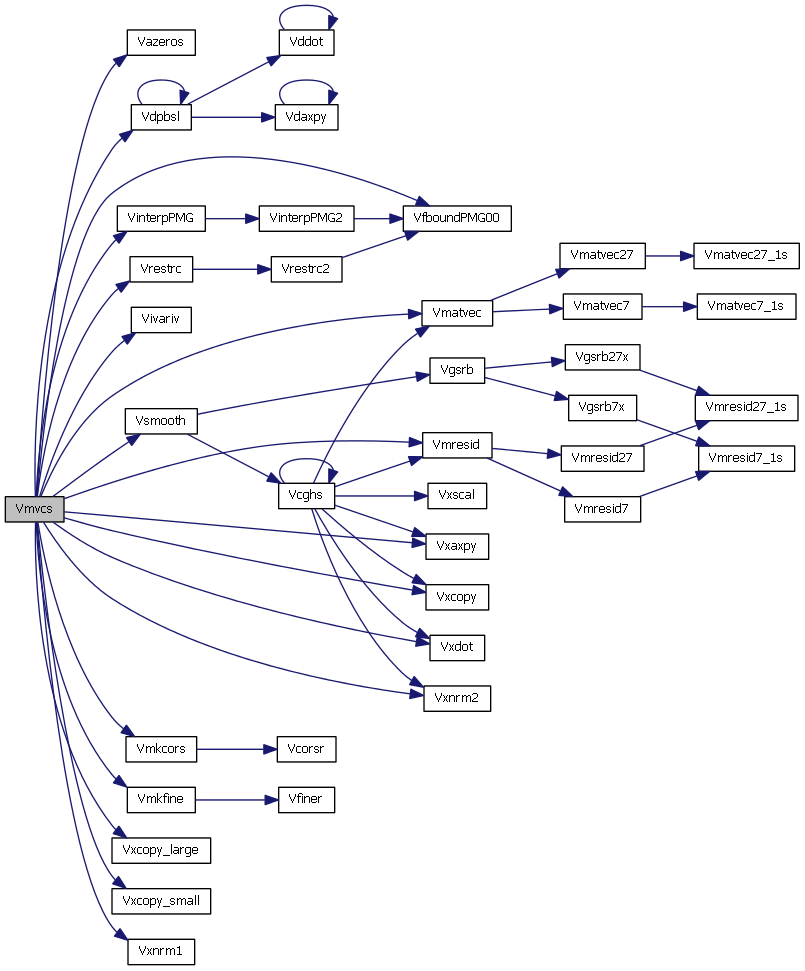 Vazeros
Vddot
Vdpbsl
Vdaxpy
VinterpPMG
VinterpPMG2
VfboundPMG00
Vrestrc
Vrestrc2
Vmatvec27
Vmatvec27_1s
Vivariv
Vmatvec
Vmatvec7
Vmatvec7_1s
Vgsrb
Vgsrb27x
Vsmooth
Vgsrb7x
Vmresid27_1s
Vmresid
Vmresid27
Vmresid7_1s
Vmvcs
Vcghs
Vxscal
Vmresid7
Vxaxpy
Vxcopy
Vxdot
Vxnrm2
Vmkcors
Vcorsr
Vmkfine
Vfiner
Vxcopy_large
Vxcopy_small
Vxnrm1